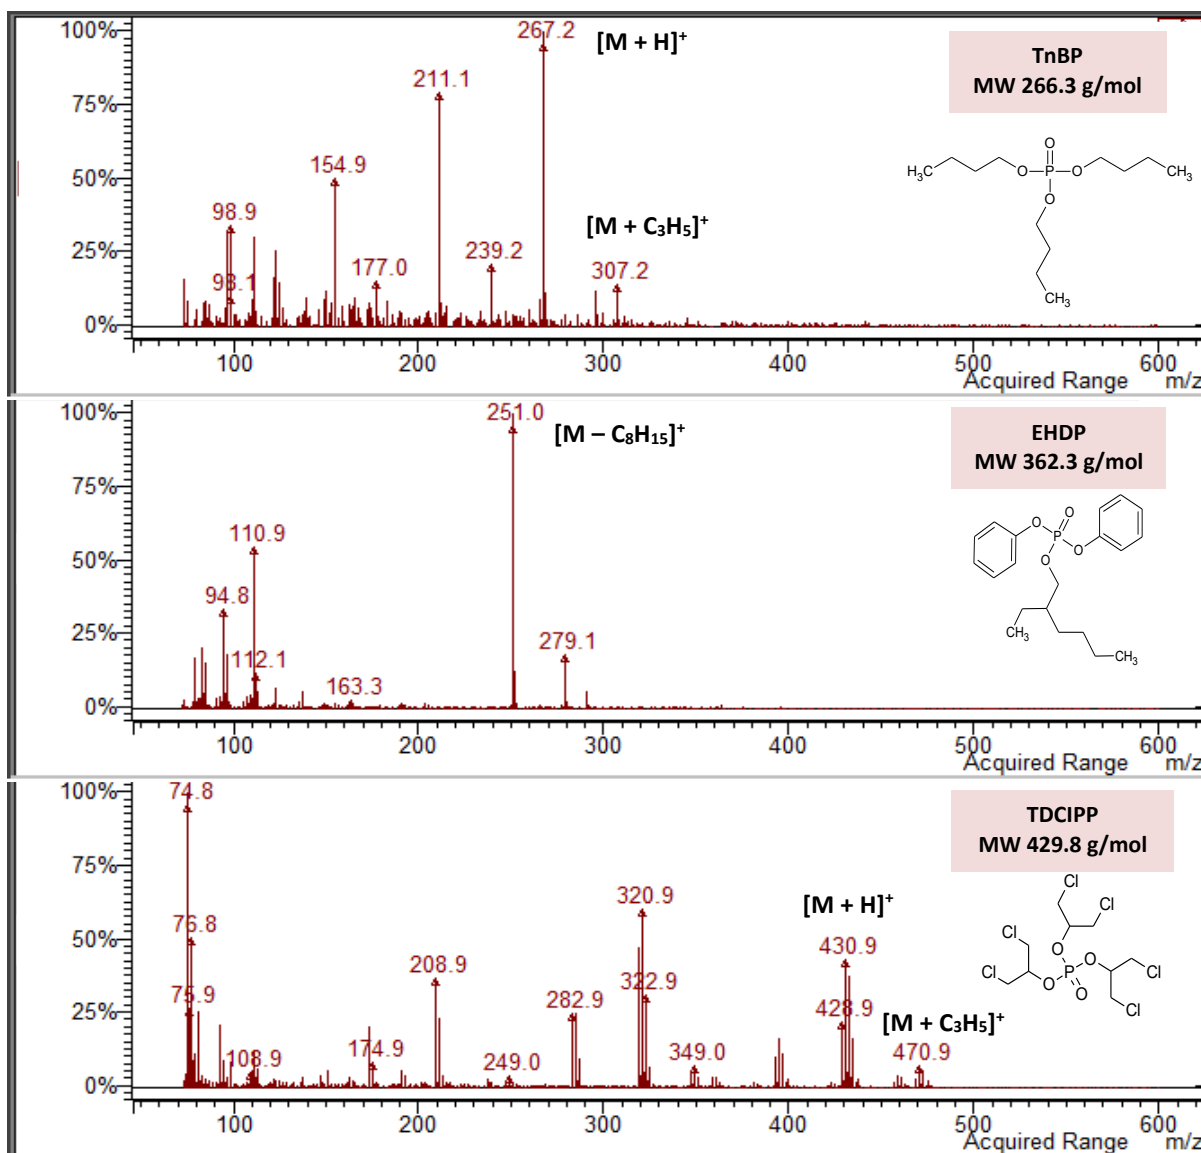 100%
75%
50%
25%
0%
267.2
[M + H]+
211.1
154.9
98.9
98.1
177.0
239.2
[M + C₃H₅]+
307.2
TnBP
MW 266.3 g/mol
O
H₃C
O
P
O
CH₃
O
CH₃
100
200
300
400
500
600
Acquired Range
m/z
100%
75%
50%
25%
0%
251.0
[M – C₈H₁₅]+
110.9
94.8
112.1
163.3
279.1
EHDP
MW 362.3 g/mol
O
O
P
O
O
CH₃
CH₃
100
200
300
400
500
600
Acquired Range
m/z
100%
75%
50%
25%
0%
74.8
76.8
75.9
108.9
174.9
208.9
249.0
282.9
320.9
322.9
349.0
[M + H]+
430.9
428.9
[M + C₃H₅]+
470.9
TDCIPP
MW 429.8 g/mol
Cl
Cl
Cl
O
O
Cl
Cl
O
P
O
Cl
100
200
300
400
500
600
Acquired Range
m/z